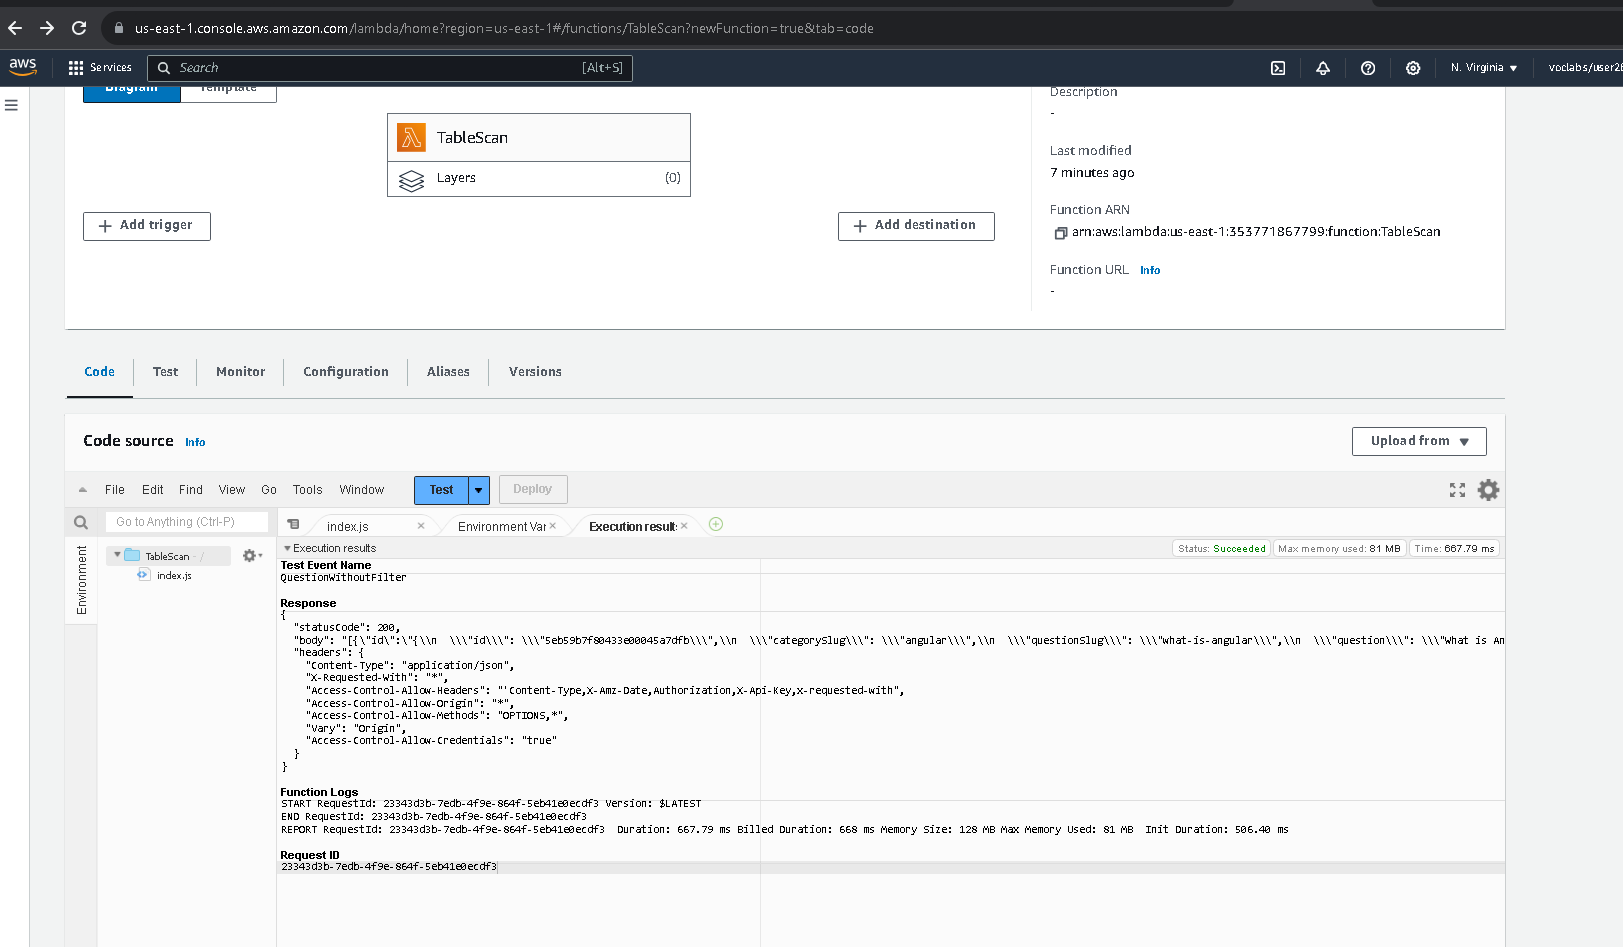 us-east-1.console.aws.amazon.com/lambda/home?region=us-east-1#/functions/TableScan?newFunction=true&tab=code
aws Services Search [Alt+S] N. Virginia voclabs/user2
Diagram Template
Description
-
TableScan
Layers (0)
Last modified
7 minutes ago
Add trigger Add destination
Function ARN
arn:aws:lambda:us-east-1:353771867799:function:TableScan
Function URL Info
-
Code Test Monitor Configuration Aliases Versions
Code source Info Upload from
File Edit Find View Go Tools Window Test Deploy
Go to Anything (Ctrl-P) index.js Environment Var Execution result
Environment
TableScan - /
index.js
Execution results Status: Succeeded Max memory used: 81 MB Time: 667.79 ms
Test Event Name
QuestionWithoutFilter
Response
{
"statusCode": 200,
"body": "[{\"id\":\"{\\n  \\\"id\\\": \\\"5eb59b7f80433e00045a7dfb\\\",\\n  \\\"categorySlug\\\": \\\"angular\\\",\\n  \\\"questionSlug\\\": \\\"what-is-angular\\\",\\n  \\\"question\\\": \\\"What is An
"headers": {
"Content-Type": "application/json",
"X-Requested-With": "*",
"Access-Control-Allow-Headers": "'Content-Type,X-Amz-Date,Authorization,X-Api-Key,x-requested-with",
"Access-Control-Allow-Origin": "*",
"Access-Control-Allow-Methods": "OPTIONS,*",
"Vary": "Origin",
"Access-Control-Allow-Credentials": "true"
}
}
Function Logs
START RequestId: 23343d3b-7edb-4f9e-864f-5eb41e0ecdf3 Version: $LATEST
END RequestId: 23343d3b-7edb-4f9e-864f-5eb41e0ecdf3
REPORT RequestId: 23343d3b-7edb-4f9e-864f-5eb41e0ecdf3 Duration: 667.79 ms Billed Duration: 668 ms Memory Size: 128 MB Max Memory Used: 81 MB Init Duration: 506.40 ms
Request ID
23343d3b-7edb-4f9e-864f-5eb41e0ecdf3